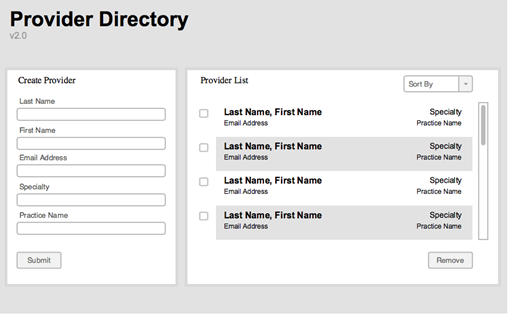 Provider Directory
v2.0
Create Provider
Last Name
First Name
Email Address
Specialty
Practice Name
Submit
Provider List
Sort By
Last Name, First Name Specialty
Email Address Practice Name
Last Name, First Name Specialty
Email Address Practice Name
Last Name, First Name Specialty
Email Address Practice Name
Last Name, First Name Specialty
Email Address Practice Name
Remove